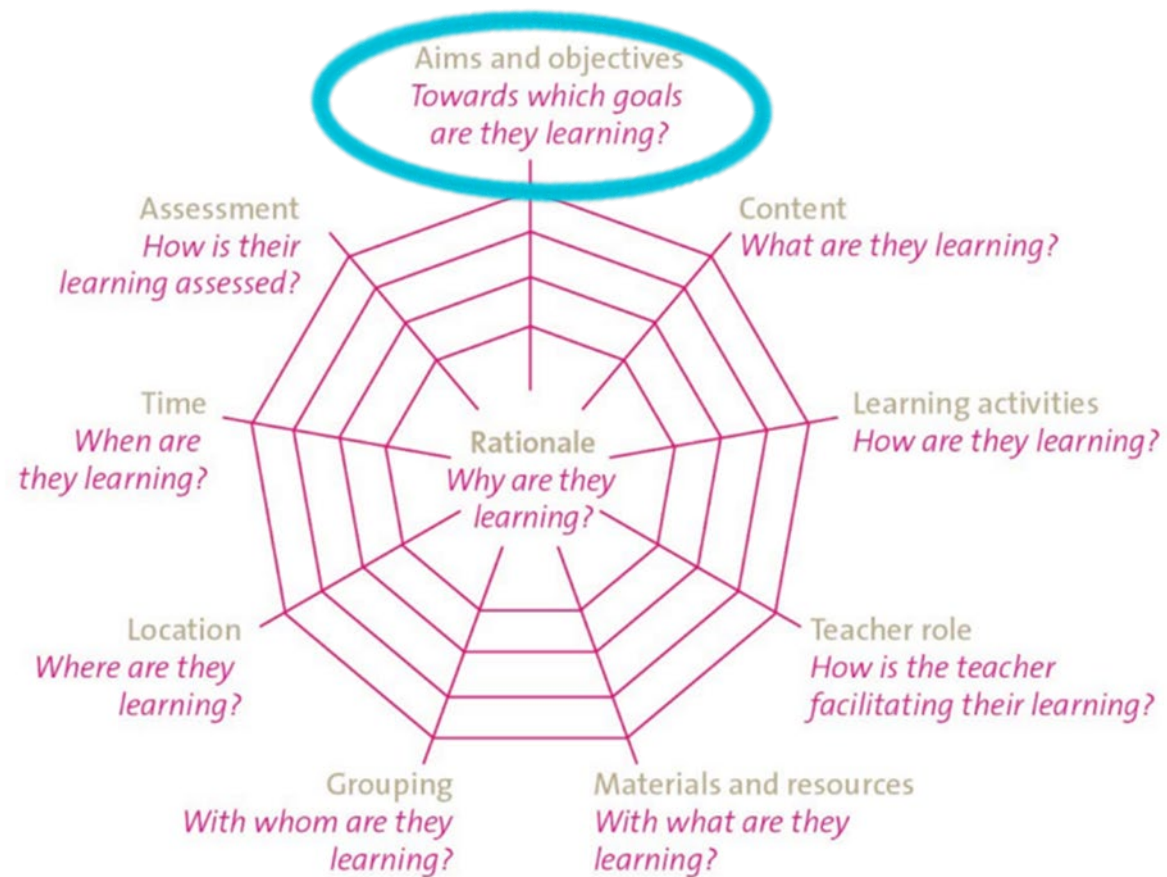 Aims and objectives
Towards which goals
are they learning?
Content
What are they learning?
Learning activities
How are they learning?
Teacher role
How is the teacher
facilitating their learning?
Materials and resources
With what are they
learning?
Grouping
With whom are they
learning?
Location
Where are they
learning?
Time
When are
they learning?
Assessment
How is their
learning assessed?
Rationale
Why are they
learning?